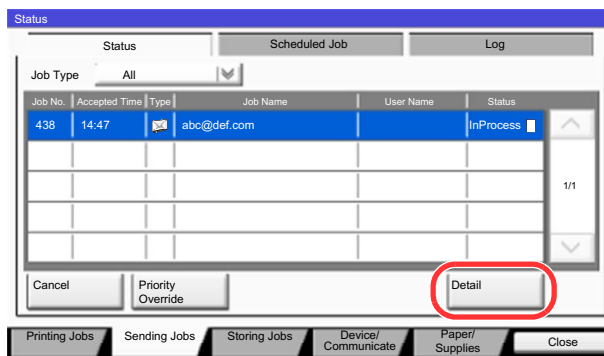 Status
Status Scheduled Job Log
Job Type All
Job No. Accepted Time Type Job Name User Name Status
438 14:47 abc@def.com InProcess
1/1
Cancel Priority Override Detail
Printing Jobs Sending Jobs Storing Jobs Device/ Communicate Paper/ Supplies Close